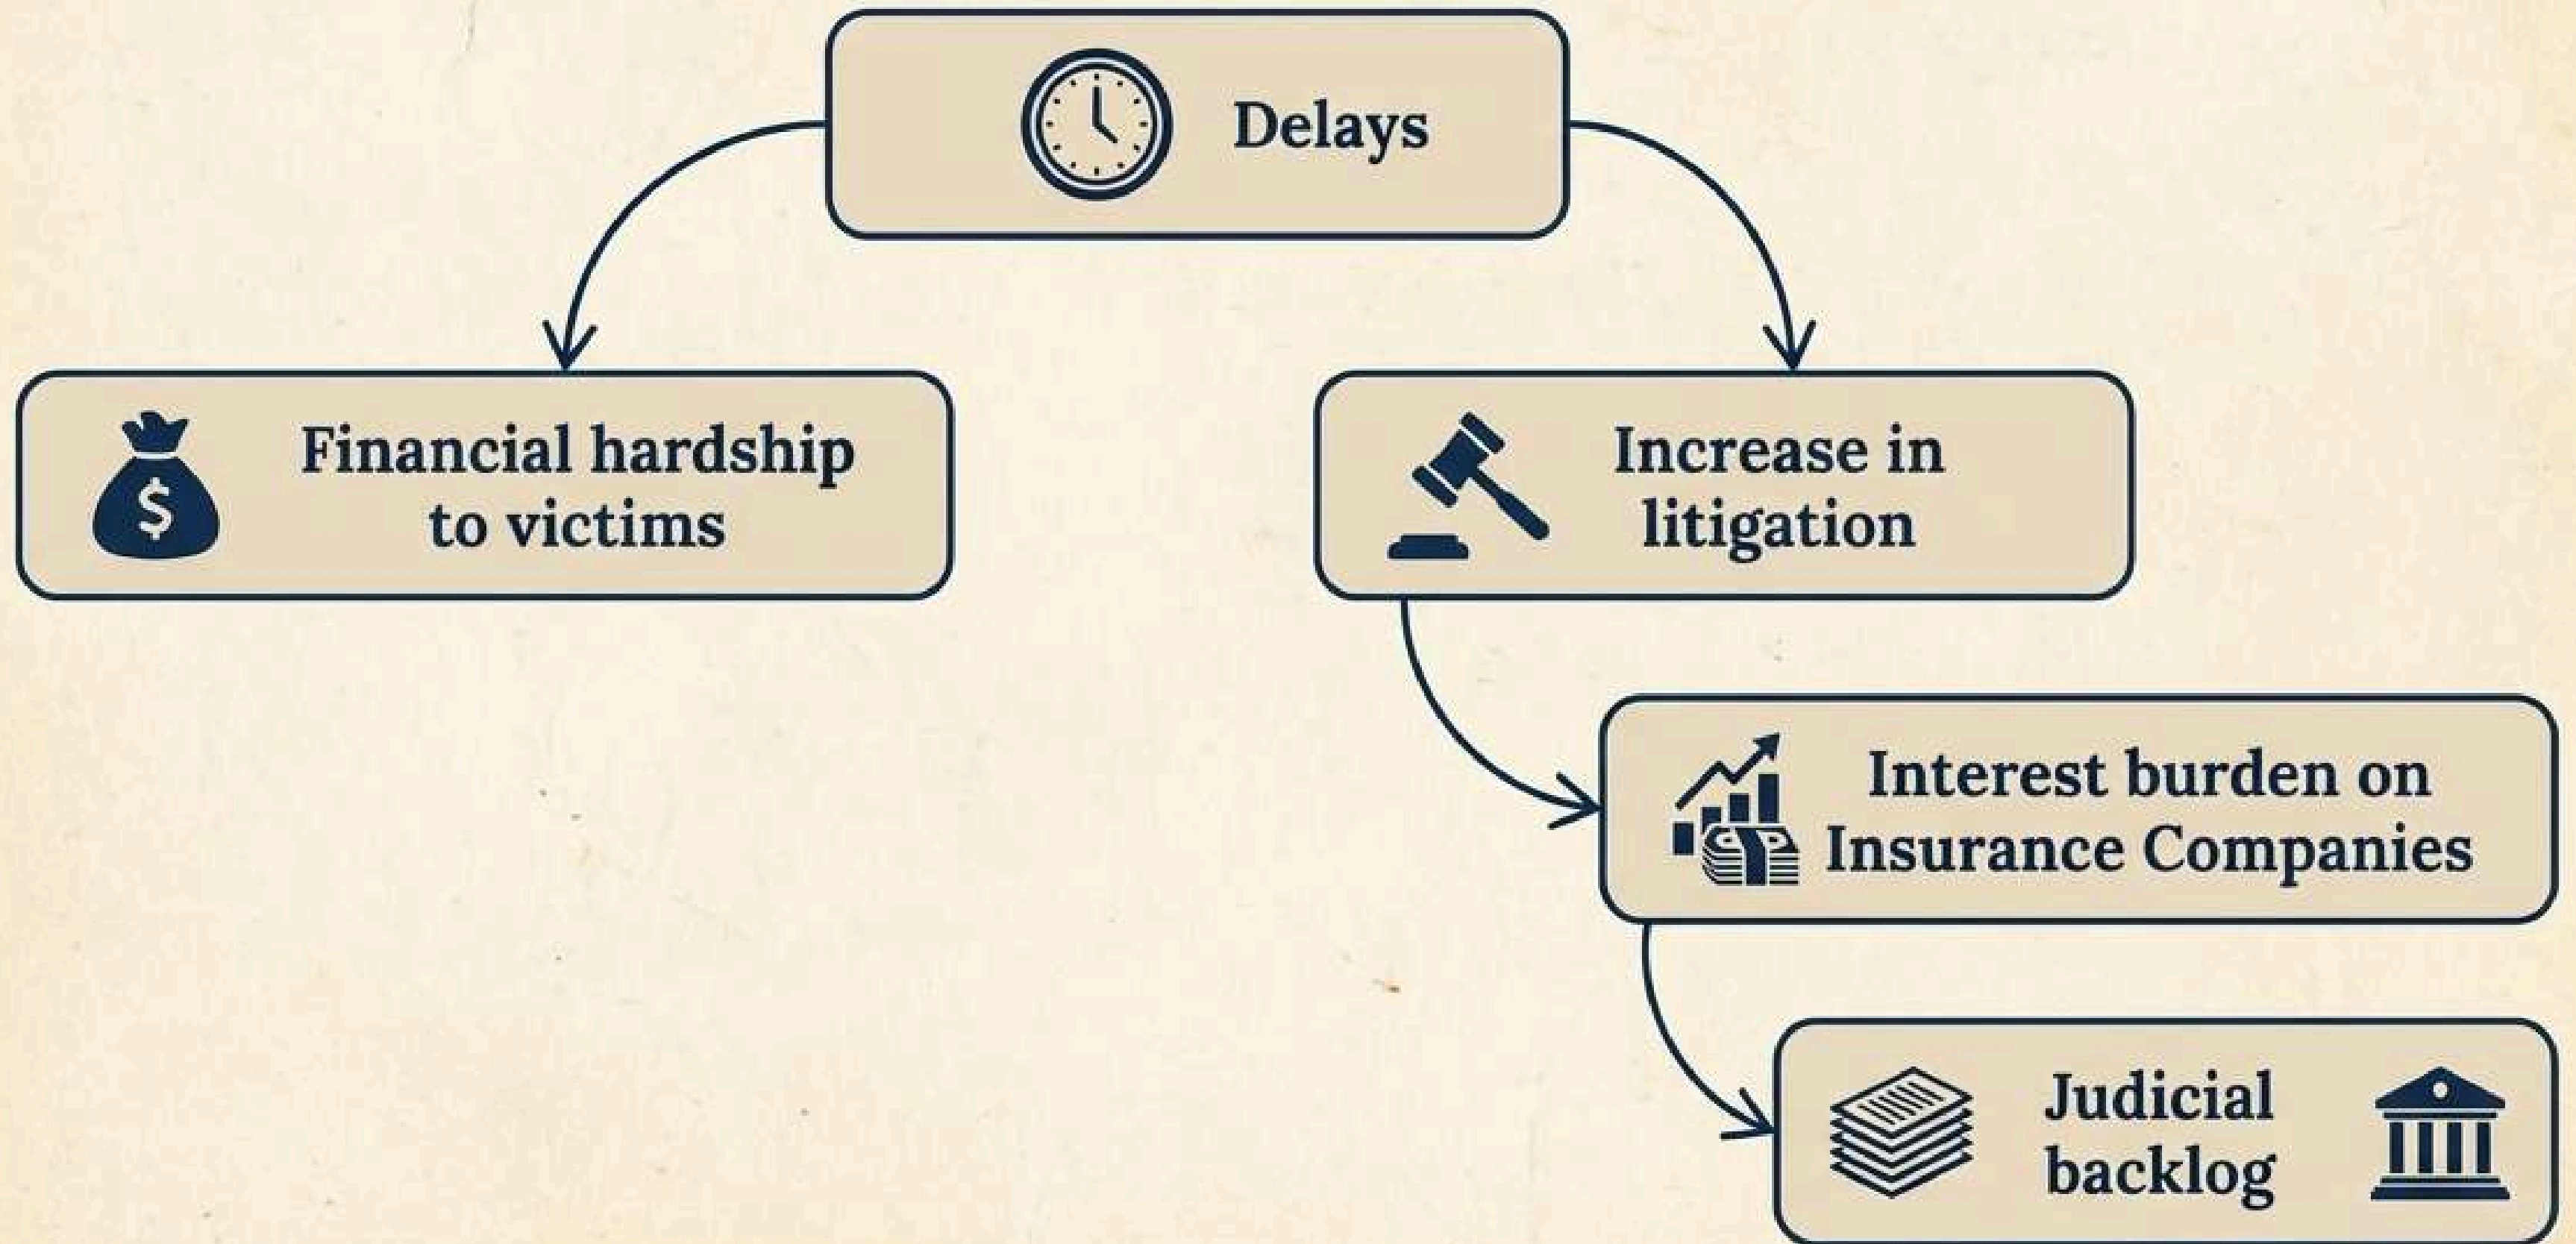 Delays
Financial hardship
to victims
Increase in
litigation
Interest burden on
Insurance Companies
Judicial
backlog